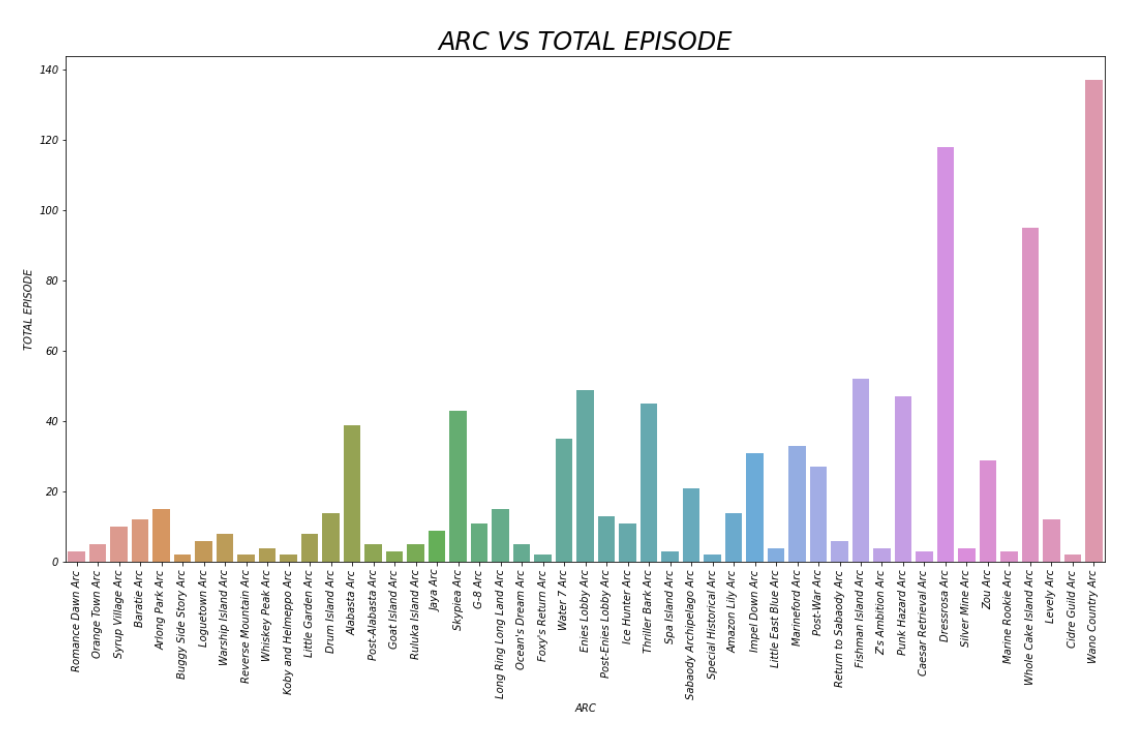 ARC VS TOTAL EPISODE
140
120
100
80
60
40
20
0
TOTAL EPISODE
Romance Dawn Arc
Orange Town Arc
Syrup Village Arc
Baratie Arc
Arlong Park Arc
Buggy Side Story Arc
Loguetown Arc
Warship Island Arc
Reverse Mountain Arc
Whiskey Peak Arc
Koby and Helmeppo Arc
Little Garden Arc
Drum Island Arc
Alabasta Arc
Post-Alabasta Arc
Goat Island Arc
Ruluka Island Arc
Jaya Arc
Skypiea Arc
G-8 Arc
Long Ring Long Land Arc
Ocean's Dream Arc
Foxy's Return Arc
Water 7 Arc
Enies Lobby Arc
Post-Enies Lobby Arc
Ice Hunter Arc
Thriller Bark Arc
Spa Island Arc
Sabaody Archipelago Arc
Special Historical Arc
Amazon Lily Arc
Impel Down Arc
Little East Blue Arc
Marineford Arc
Post-War Arc
Return to Sabaody Arc
Fishman Island Arc
Z's Ambition Arc
Punk Hazard Arc
Caesar Retrieval Arc
Dressrosa Arc
Silver Mine Arc
Zou Arc
Marine Rookie Arc
Whole Cake Island Arc
Levely Arc
Cidre Guild Arc
Wano Country Arc
ARC